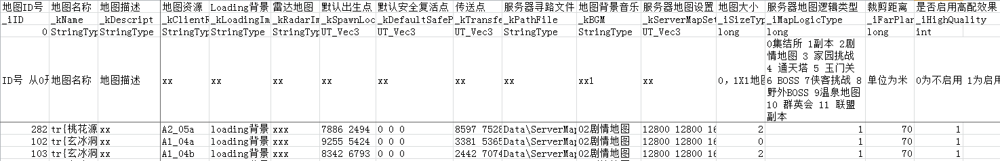 地图ID号 地图名称 地图描述 地图资源 Loading背景 雷达地图 默认出生点 默认安全复活点 传送点 服务器寻路文件 地图背景音乐 服务器地图设置 地图大小 服务器地图逻辑类型 裁剪距离 是否启用高配效果
_iID _kName _kDescript _kClientR _kLoadingIm _kRadarIm _kSpawnLoc _kDefaultSafeP _kTransfe _kPathFile _kBGM _kServerMapSet _iSizeTyp _iMapLogicType _iFarPlar _iHighQuality
0 StringType StringType StringType StringType StringType UT_Vec3 UT_Vec3 UT_Vec3 StringType StringType UT_Vec3 long long long int
ID号 从0开 地图名称 地图描述 xx xx xx xx xx xx xx xx1 xx 0，1X1地图 0集结所 1副本 2剧
情地图 3 家园挑战
4 通天塔 5 玉门关
6 BOSS 7侠客挑战 8
野外BOSS 9温泉地图
10 群英会 11 联盟
副本 单位为米 0为不启用 1为启用
282 tr{桃花源 xx A2_05a loading背景 xxx 7886 2494 0 0 0 8597 7528 Data\ServerMap 02剧情地图 12800 12800 16 2 1 70 1
102 tr{玄冰洞 xx A1_04a loading背景 xxx 9255 5424 0 0 0 3381 5365 Data\ServerMap 02剧情地图 12800 12800 16 0 1 70 1
103 tr{玄冰洞 xx A1_04b loading背景 xxx 8342 6793 0 0 0 2442 7074 Data\ServerMap 02剧情地图 12800 12800 16 2 1 70 1